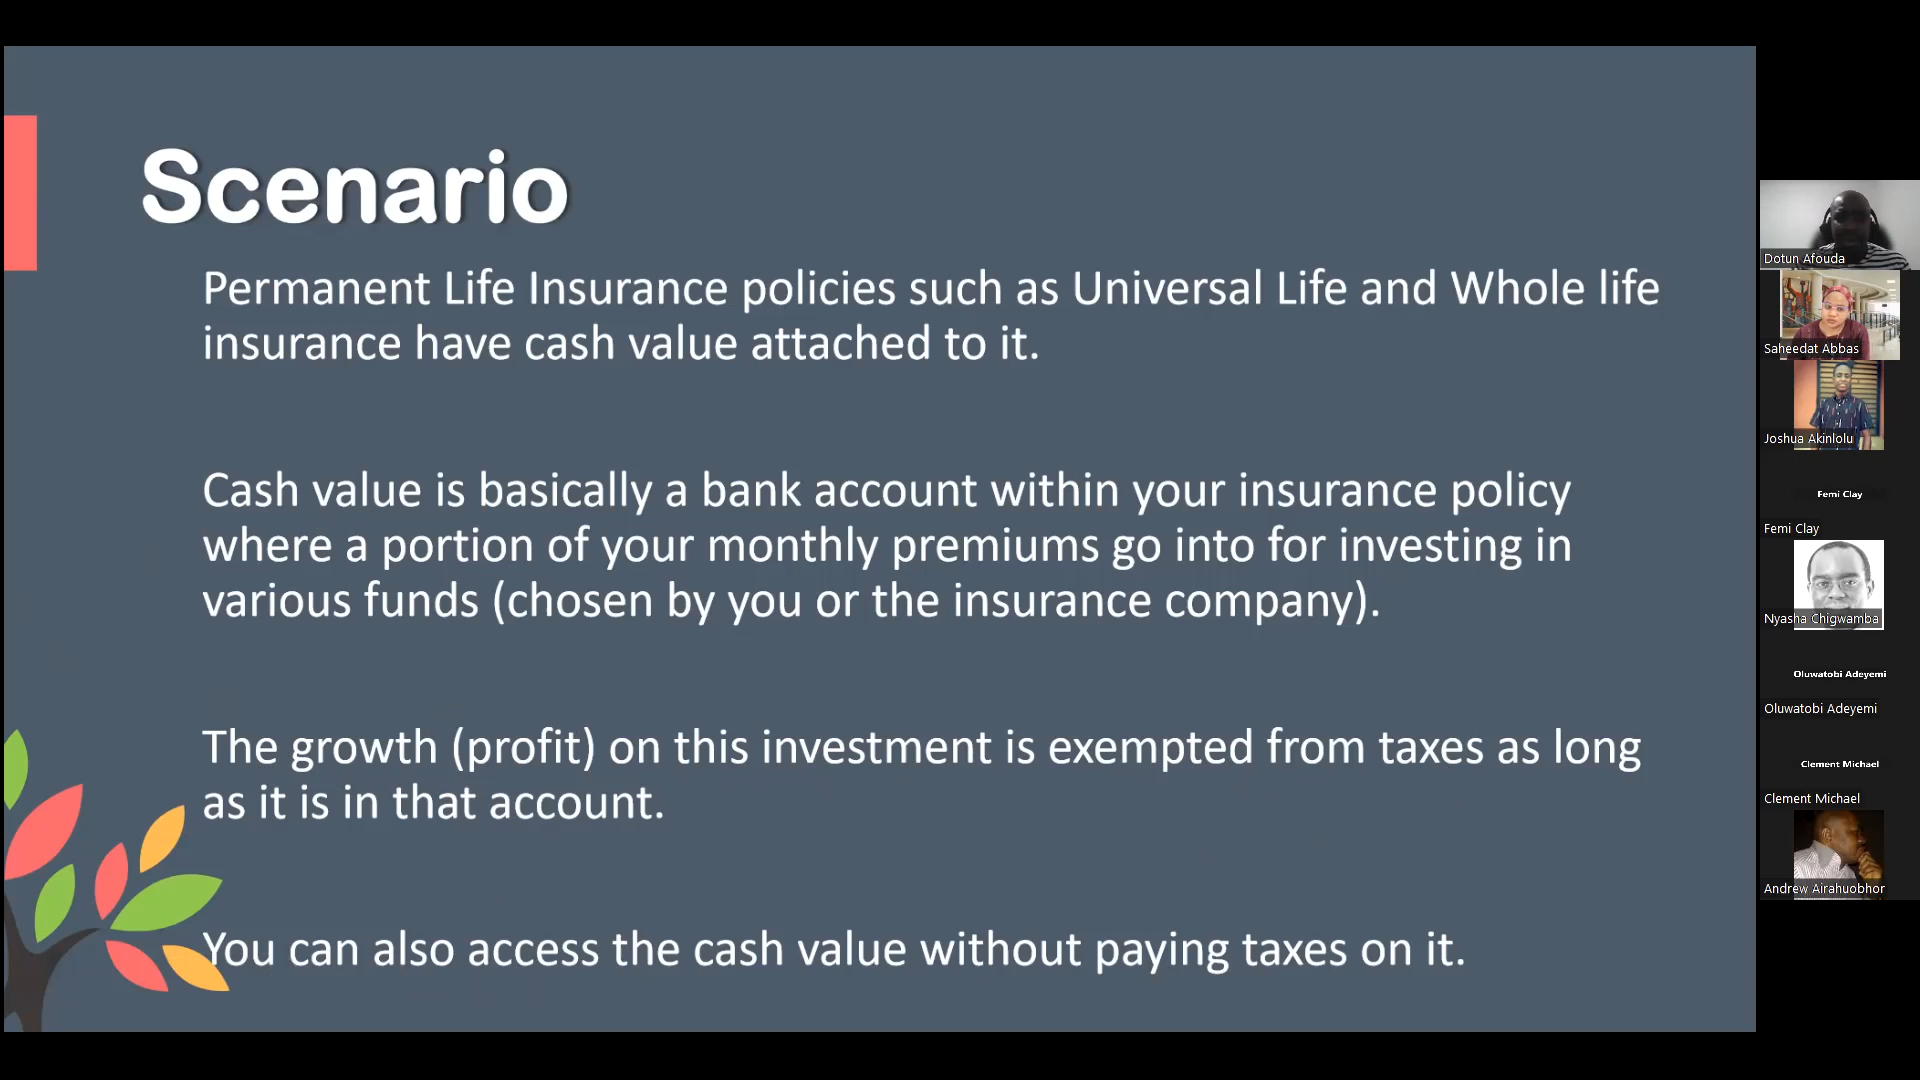 Scenario
Permanent Life Insurance policies such as Universal Life and Whole life
insurance have cash value attached to it.
Cash value is basically a bank account within your insurance policy
where a portion of your monthly premiums go into for investing in
various funds (chosen by you or the insurance company).
The growth (profit) on this investment is exempted from taxes as long
as it is in that account.
You can also access the cash value without paying taxes on it.
Dotun Afouda
Saheedat Abbas
Joshua Akinlolu
Femi Clay
Femi Clay
Nyasha Chigwamba
Oluwatobi Adeyemi
Oluwatobi Adeyemi
Clement Michael
Clement Michael
Andrew Airahuobhor